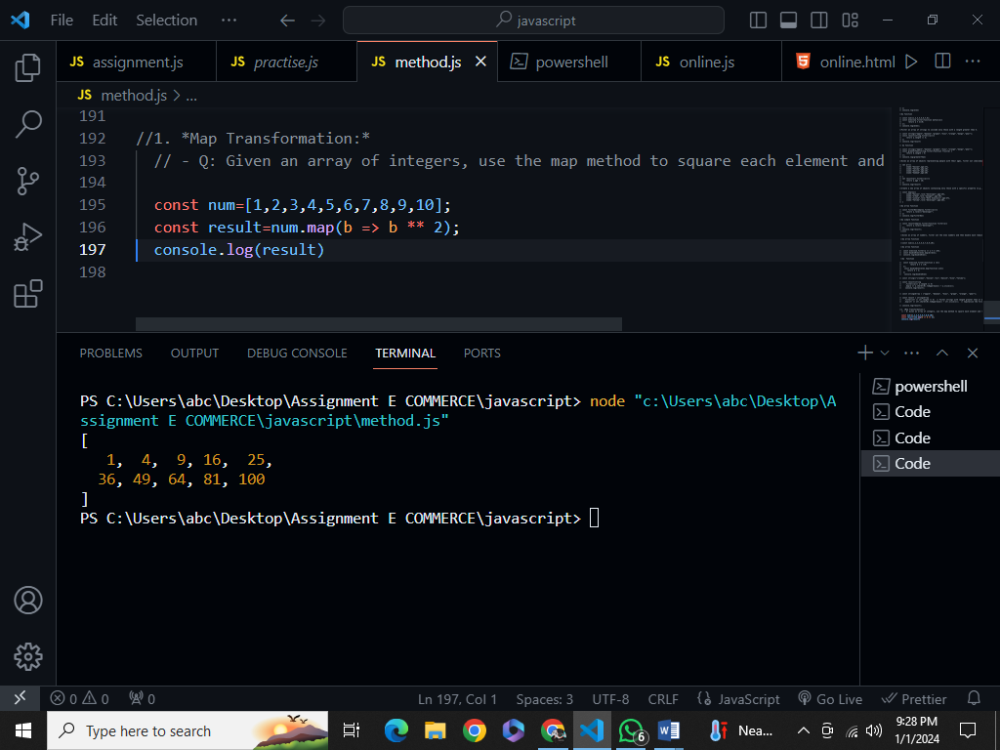 File Edit Selection ··· javascript
JS assignment.js JS practise.js JS method.js powershell JS online.js online.html ···
JS method.js > ...
191
192 //1. *Map Transformation:*
193 // - Q: Given an array of integers, use the map method to square each element and
194
195 const num=[1,2,3,4,5,6,7,8,9,10];
196 const result=num.map(b => b ** 2);
197 console.log(result)
198
PROBLEMS OUTPUT DEBUG CONSOLE TERMINAL PORTS ···
PS C:\Users\abc\Desktop\Assignment E COMMERCE\javascript> node "c:\Users\abc\Desktop\A
ssignment E COMMERCE\javascript\method.js"
[
1, 4, 9, 16, 25,
36, 49, 64, 81, 100
]
PS C:\Users\abc\Desktop\Assignment E COMMERCE\javascript>
powershell
Code
Code
Code
0 0 0 Ln 197, Col 1 Spaces: 3 UTF-8 CRLF {} JavaScript Go Live Prettier
Type here to search 6 Nea... 9:28 PM
1/1/2024